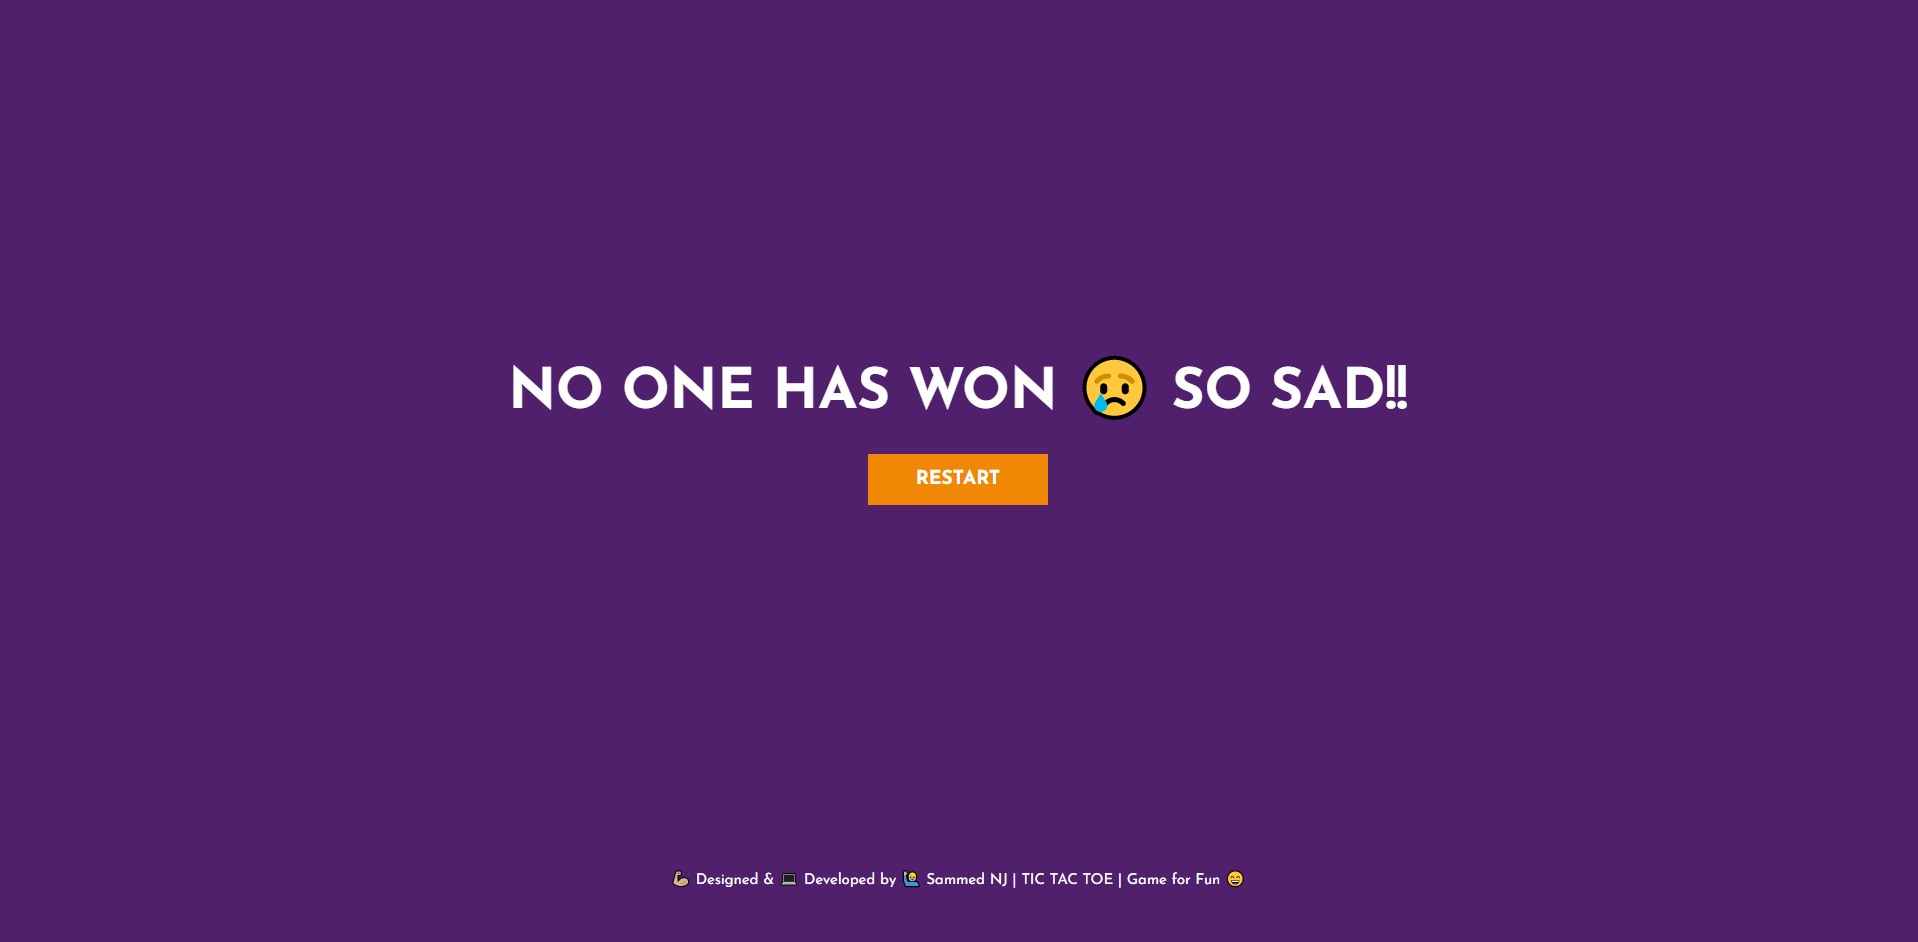 NO ONE HAS WON 😢 SO SAD!!
RESTART
💪🏼 Designed & 💻 Developed by 🙋‍♂️ Sammed NJ | TIC TAC TOE | Game for Fun 😄